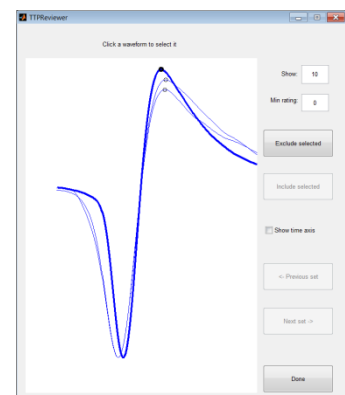 TTPReviewer
Click a waveform to select it
Show: 10
Min rating: 0
Exclude selected
Include selected
Show time axis
<- Previous set
Next set ->
Done